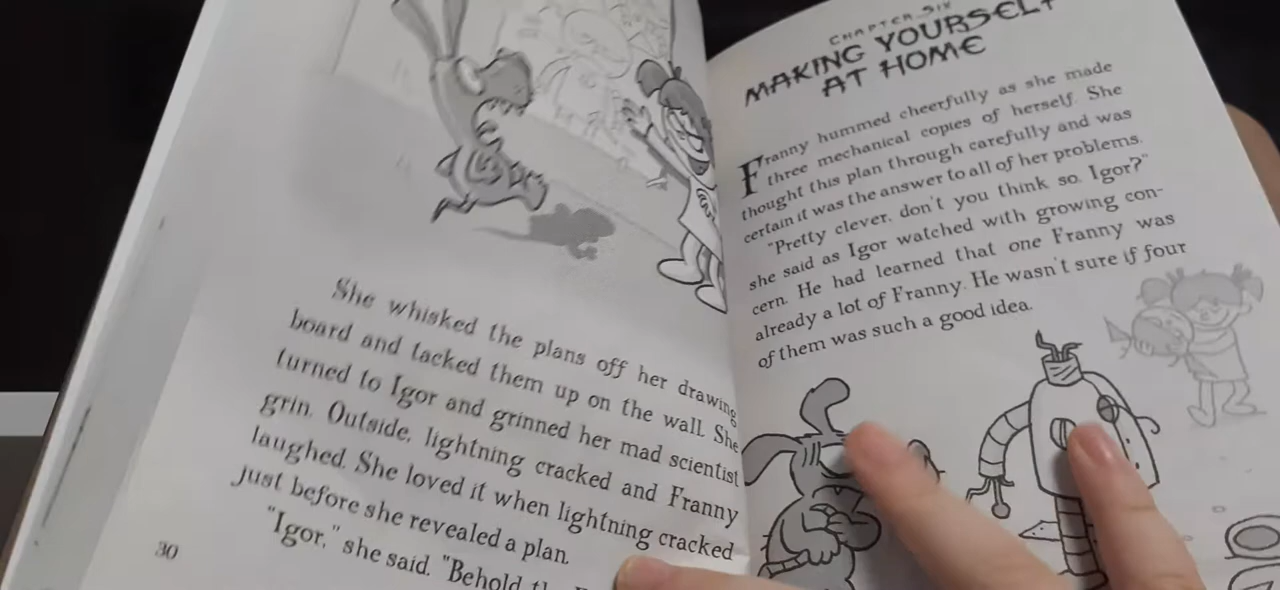 She whisked the plans off her drawing
board and tacked them up on the wall. She
turned to Igor and grinned her mad scientist
grin. Outside, lightning cracked and Franny
laughed. She loved it when lightning cracked
just before she revealed a plan.
"Igor," she said. "Behold
30
CHAPTER SIX
MAKING YOURSELF
AT HOME
Franny hummed cheerfully as she made
three mechanical copies of herself. She
thought this plan through carefully and was
certain it was the answer to all of her problems.
"Pretty clever, don't you think so, Igor?"
she said as Igor watched with growing con-
cern. He had learned that one Franny was
already a lot of Franny. He wasn't sure if four
of them was such a good idea.